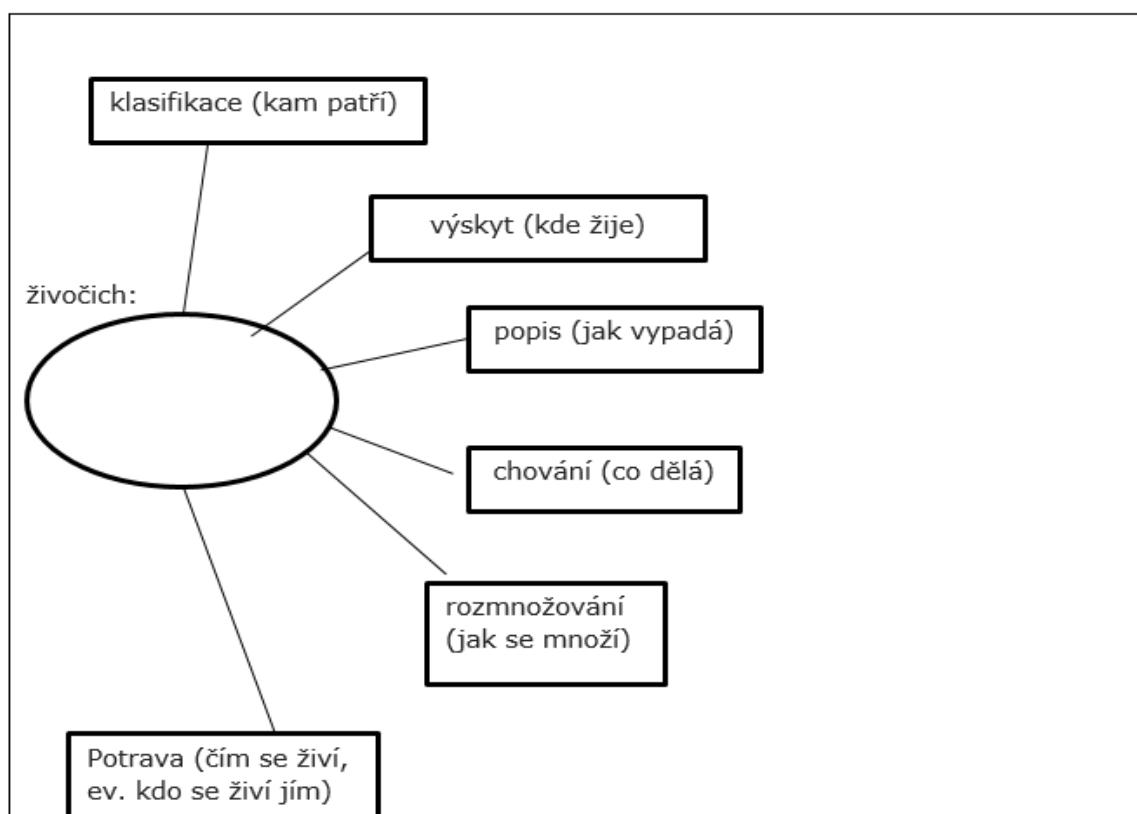 klasifikace (kam patří)
výskyt (kde žije)
živočich:
popis (jak vypadá)
chování (co dělá)
rozmnožování
(jak se množí)
Potrava (čím se živí,
ev. kdo se živí jím)